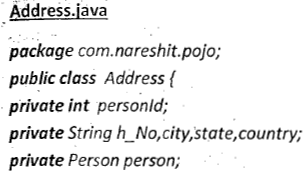 Address.java
package com.nareshit.pojo;
public class Address {
private int personId;
private String h_No,city,state,country;
private Person person;